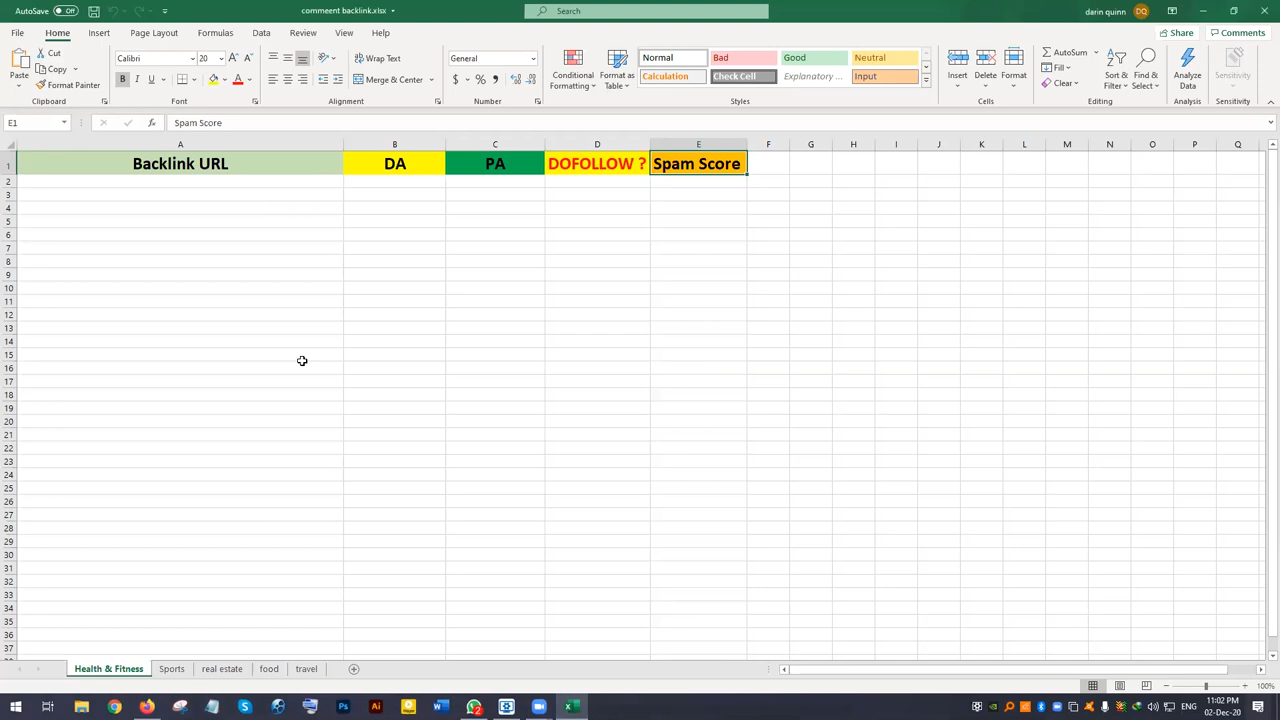 AutoSave Off
comment backlink.xlsx
Search
darin quinn DQ
File Home Insert Page Layout Formulas Data Review View Help
Share Comments
Paste
Cut
Copy
Format Painter
Clipboard
Calibri 20
B I U
Font
Wrap Text
Merge & Center
Alignment
General
$ % ,
Number
Conditional Formatting
Format as Table
Normal Bad Good Neutral
Calculation Check Cell Explanatory ... Input
Styles
Insert Delete Format
Cells
AutoSum
Fill
Clear
Sort & Filter
Find & Select
Editing
Analyze Data
Analysis
Sensitivity
Sensitivity
E1 fx Spam Score
A B C D E F G H I J K L M N O P Q
1 Backlink URL DA PA DOFOLLOW ? Spam Score
2
3
4
5
6
7
8
9
10
11
12
13
14
15
16
17
18
19
20
21
22
23
24
25
26
27
28
29
30
31
32
33
34
35
36
37
Health & Fitness Sports real estate food travel
100%
ENG
11:02 PM
02-Dec-20